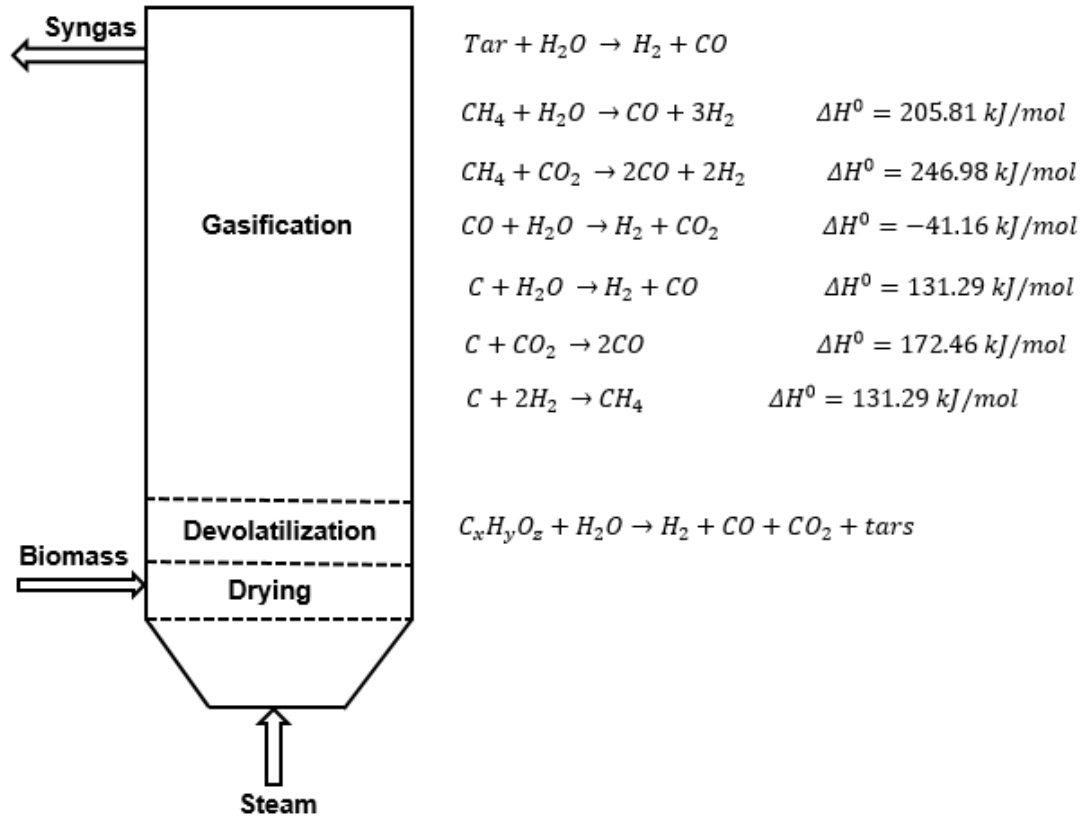 Syngas
Tar + H₂O → H₂ + CO
CH₄ + H₂O → CO + 3H₂ ΔH⁰ = 205.81 kJ/mol
CH₄ + CO₂ → 2CO + 2H₂ ΔH⁰ = 246.98 kJ/mol
Gasification
CO + H₂O → H₂ + CO₂ ΔH⁰ = −41.16 kJ/mol
C + H₂O → H₂ + CO ΔH⁰ = 131.29 kJ/mol
C + CO₂ → 2CO ΔH⁰ = 172.46 kJ/mol
C + 2H₂ → CH₄ ΔH⁰ = 131.29 kJ/mol
Devolatilization
CₓHᵧO_z + H₂O → H₂ + CO + CO₂ + tars
Biomass
Drying
Steam